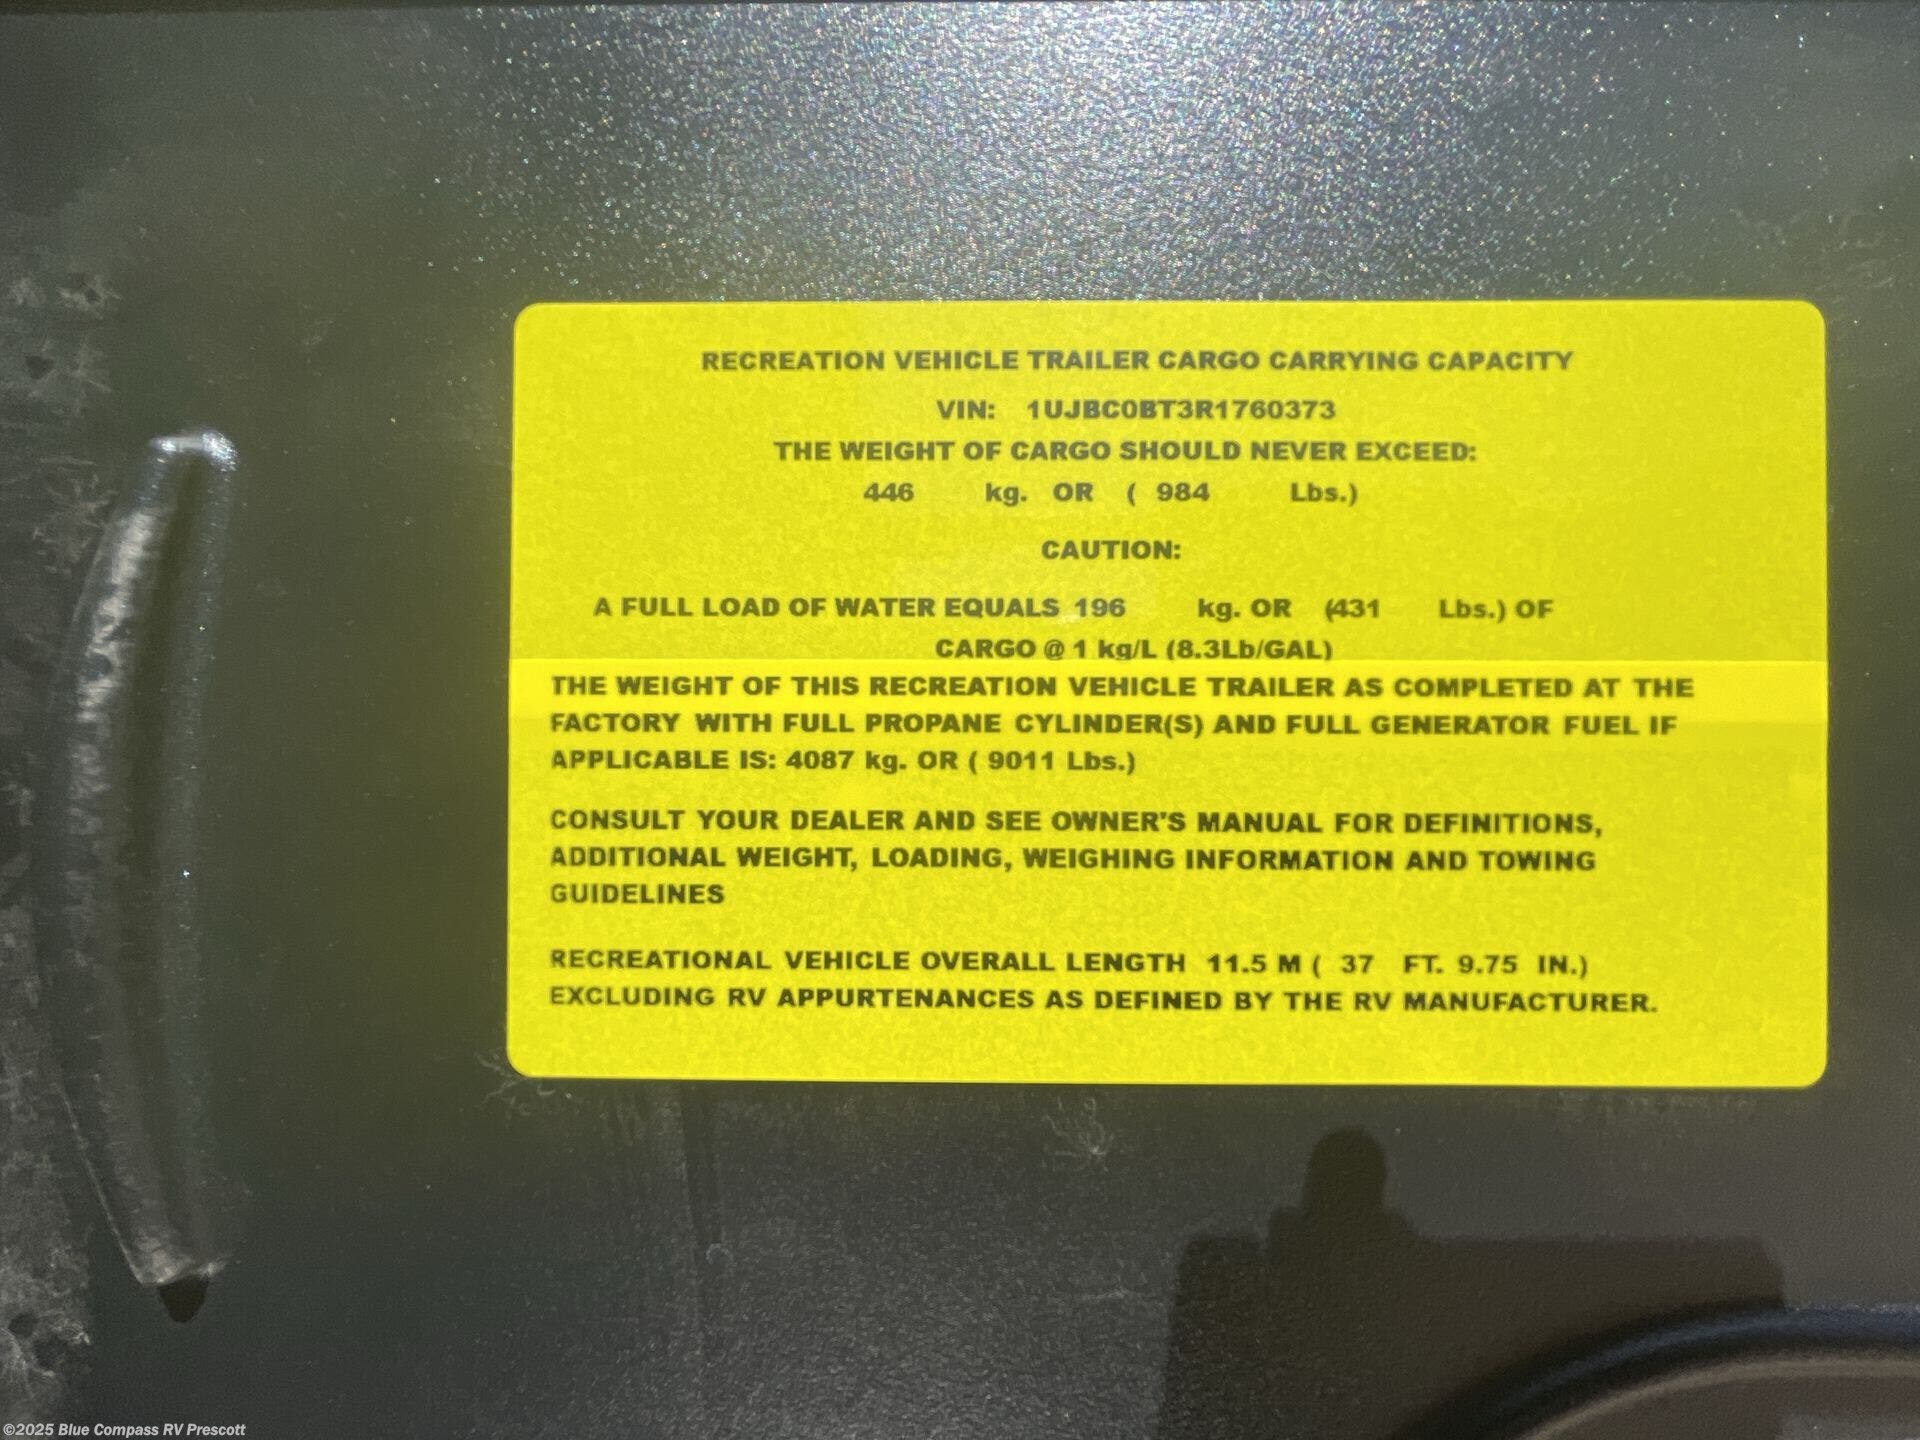 RECREATION VEHICLE TRAILER CARGO CARRYING CAPACITY
VIN: 1UJBC0BT3R1760373
THE WEIGHT OF CARGO SHOULD NEVER EXCEED:
446 kg. OR ( 984 Lbs.)
CAUTION:
A FULL LOAD OF WATER EQUALS 196 kg. OR (431 Lbs.) OF
CARGO @ 1 kg/L (8.3Lb/GAL)
THE WEIGHT OF THIS RECREATION VEHICLE TRAILER AS COMPLETED AT THE
FACTORY WITH FULL PROPANE CYLINDER(S) AND FULL GENERATOR FUEL IF
APPLICABLE IS: 4087 kg. OR ( 9011 Lbs.)
CONSULT YOUR DEALER AND SEE OWNER'S MANUAL FOR DEFINITIONS,
ADDITIONAL WEIGHT, LOADING, WEIGHING INFORMATION AND TOWING
GUIDELINES
RECREATIONAL VEHICLE OVERALL LENGTH 11.5 M ( 37 FT. 9.75 IN.)
EXCLUDING RV APPURTENANCES AS DEFINED BY THE RV MANUFACTURER.
©2025 Blue Compass RV Prescott